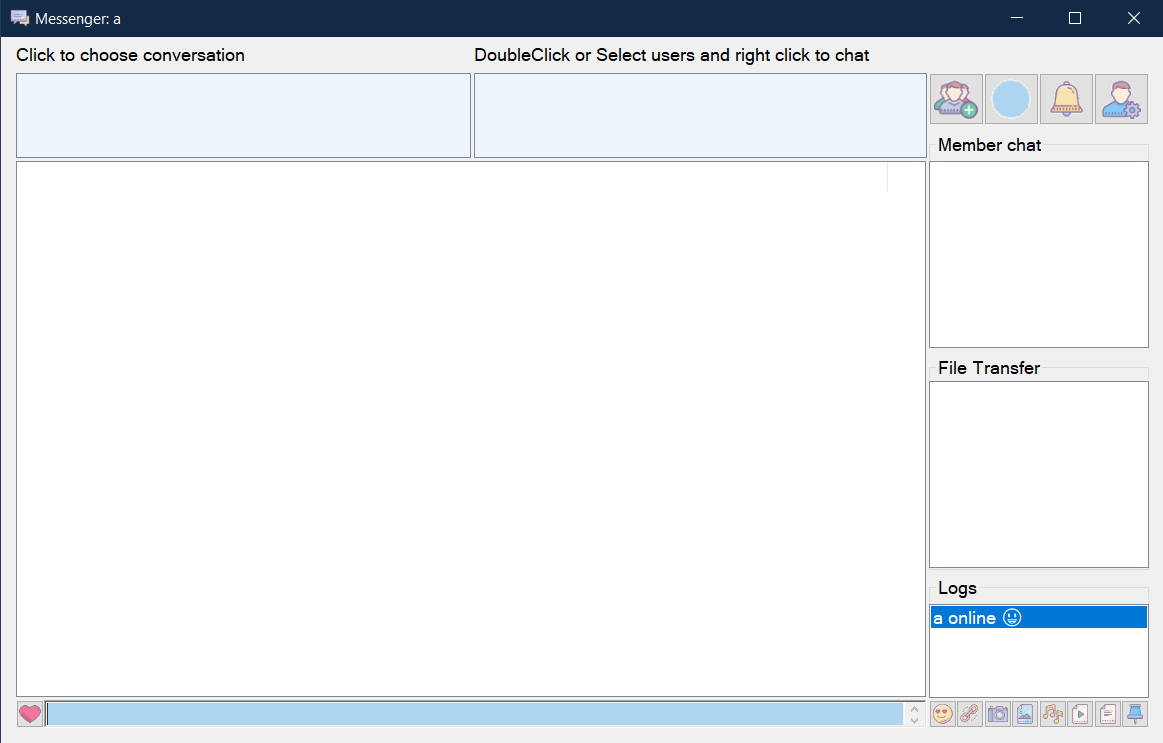 Messenger: a
Click to choose conversation
DoubleClick or Select users and right click to chat
Member chat
File Transfer
Logs
a online 😃